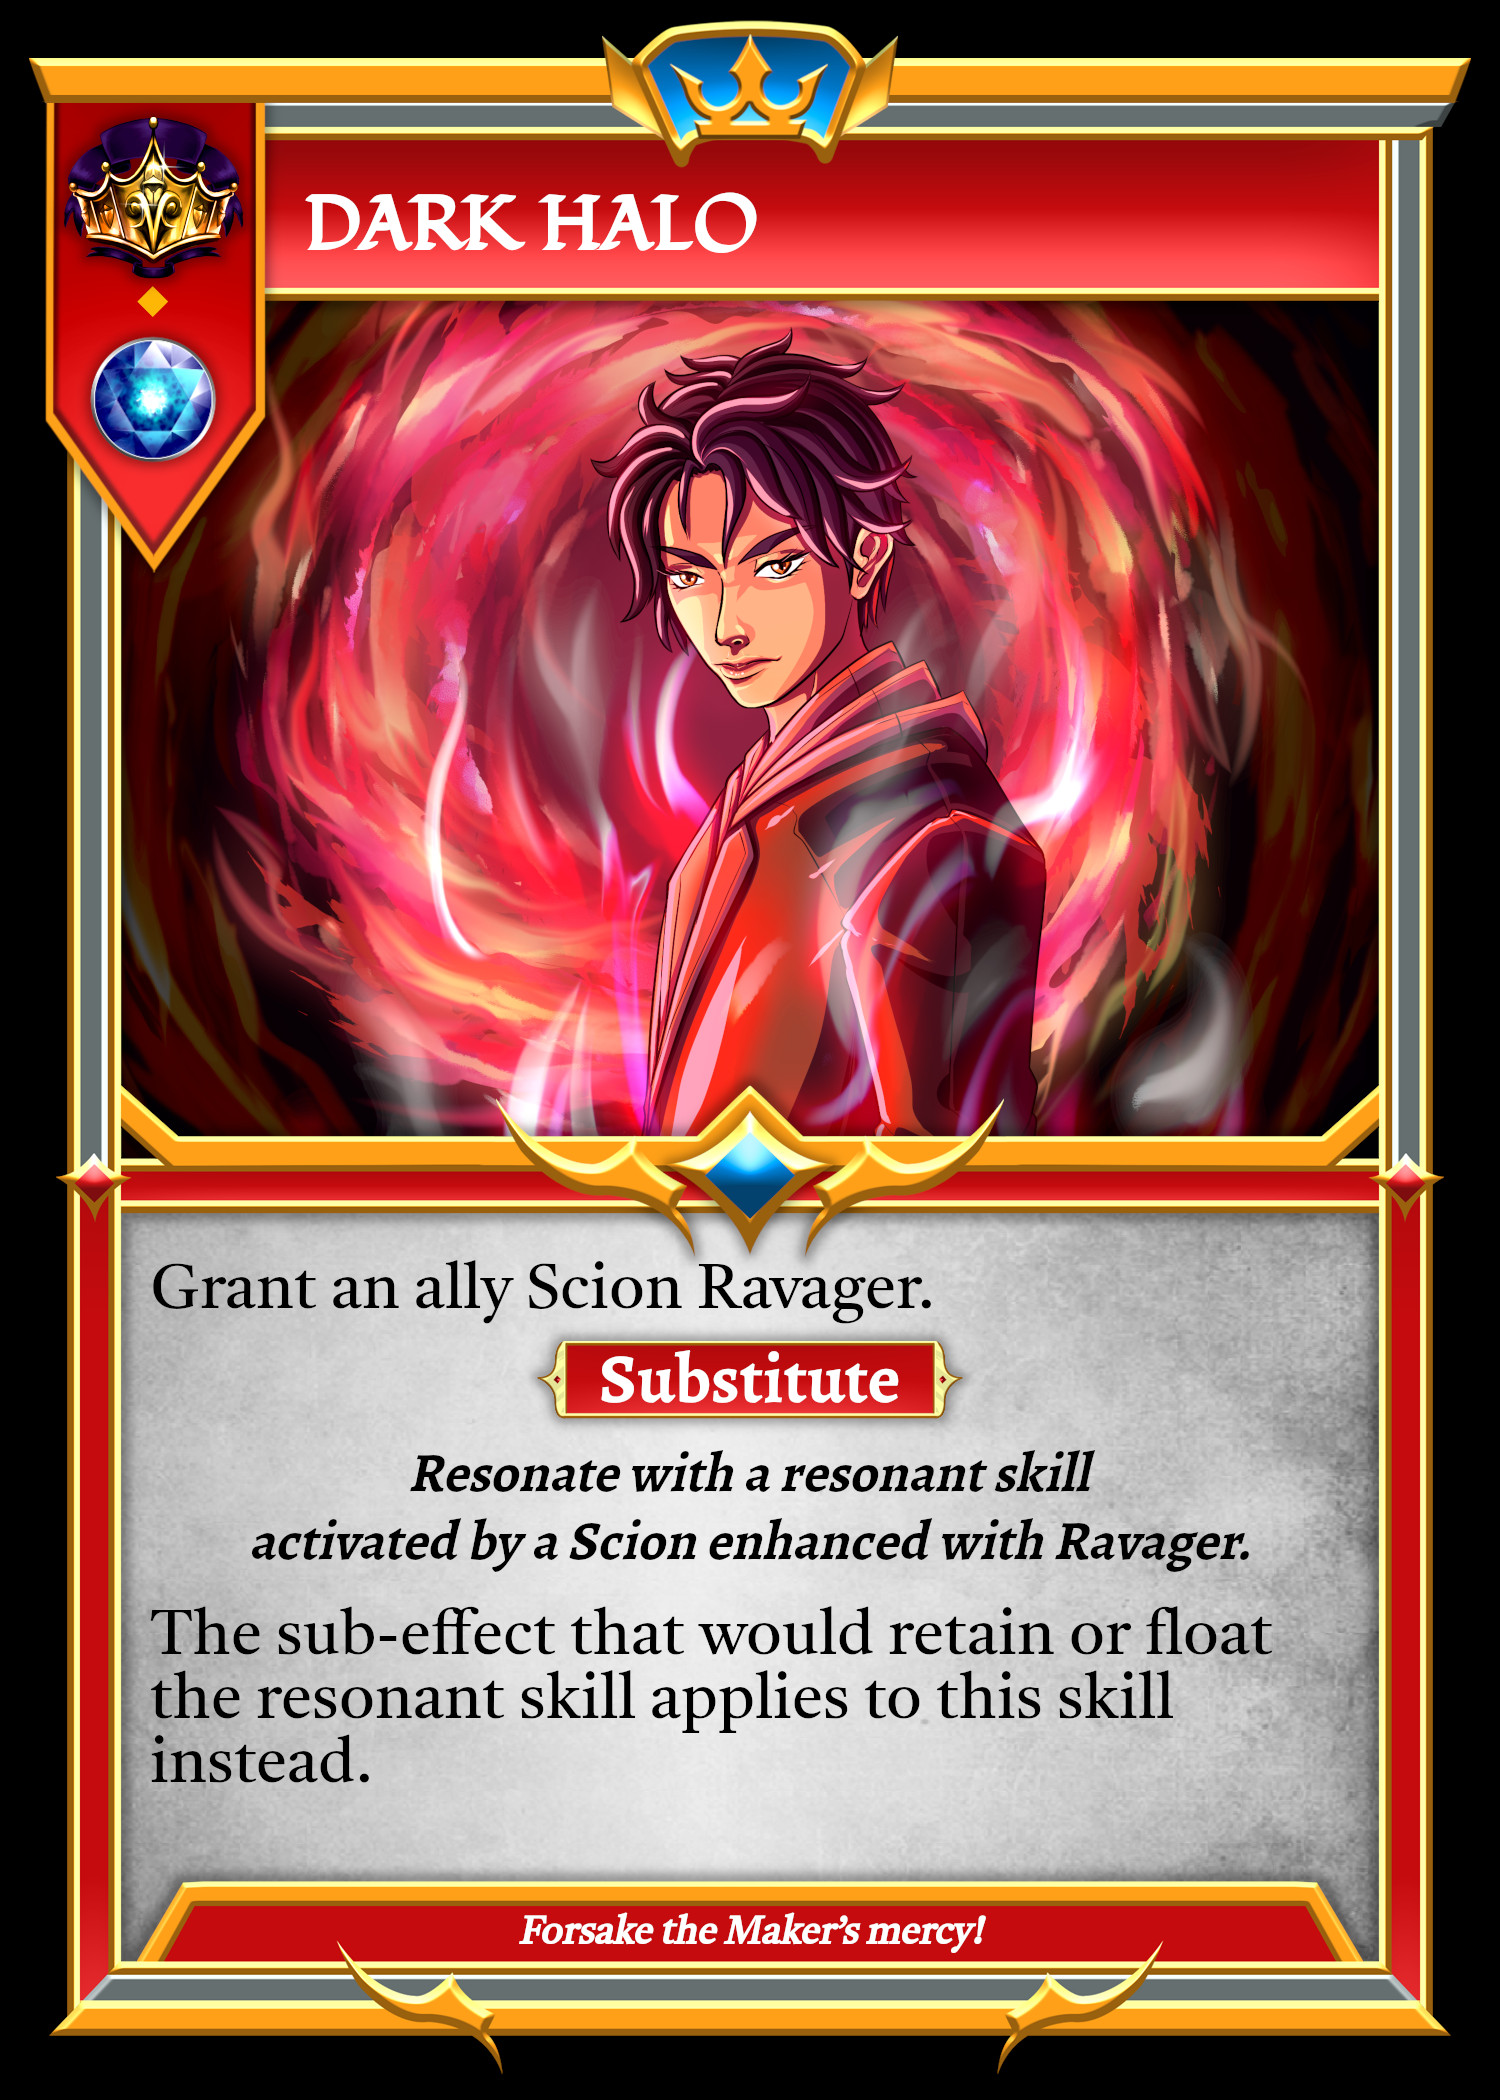 DARK HALO
Grant an ally Scion Ravager.
Substitute
Resonate with a resonant skill
activated by a Scion enhanced with Ravager.
The sub-effect that would retain or float
the resonant skill applies to this skill
instead.
Forsake the Maker's mercy!